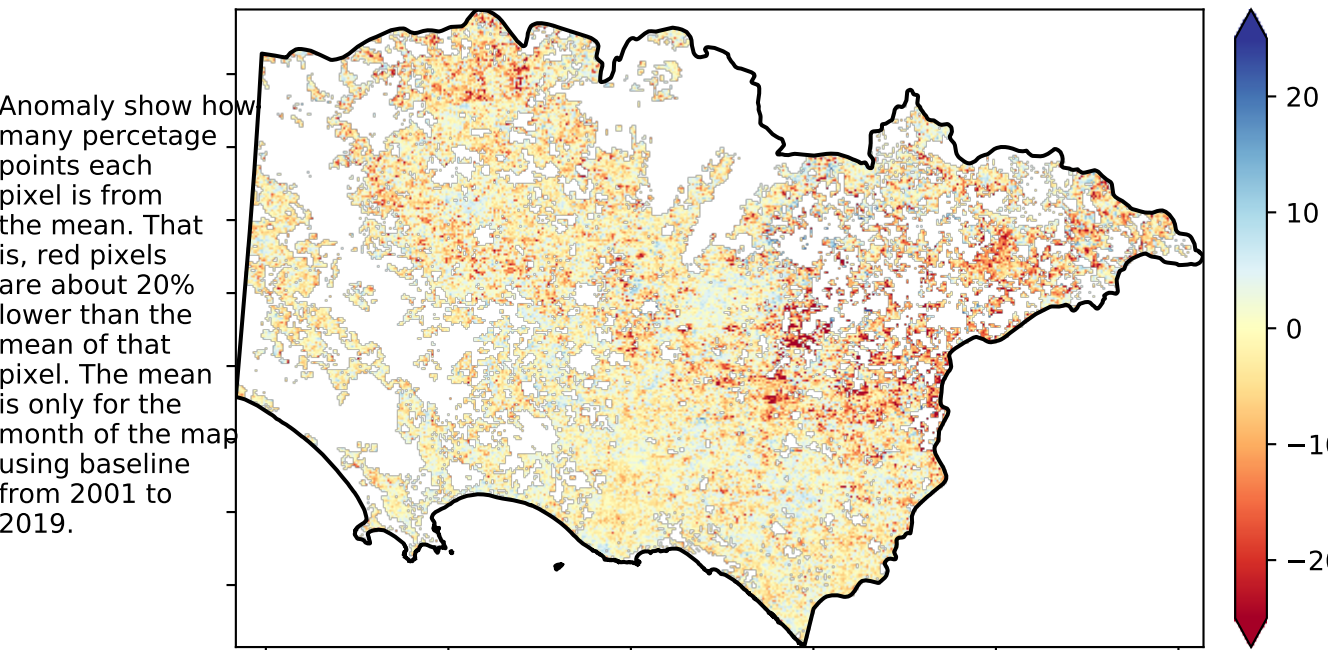 Anomaly show how
many percetage
points each
pixel is from
the mean. That
is, red pixels
are about 20%
lower than the
mean of that
pixel. The mean
is only for the
month of the map
using baseline
from 2001 to
2019.
20
10
0
−10
−20